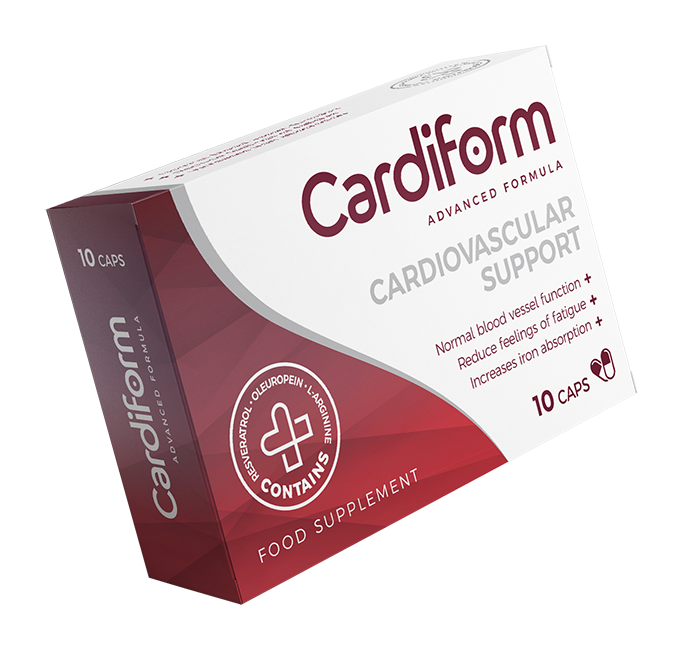 Cardiform
ADVANCED FORMULA
CARDIOVASCULAR
SUPPORT
Normal blood vessel function +
Reduce feelings of fatigue +
Increases iron absorption +
10 CAPS
10 CAPS
Cardiform
ADVANCED FORMULA
RESVERATROL • OLEUROPEIN • L-ARGININE
CONTAINS
FOOD SUPPLEMENT